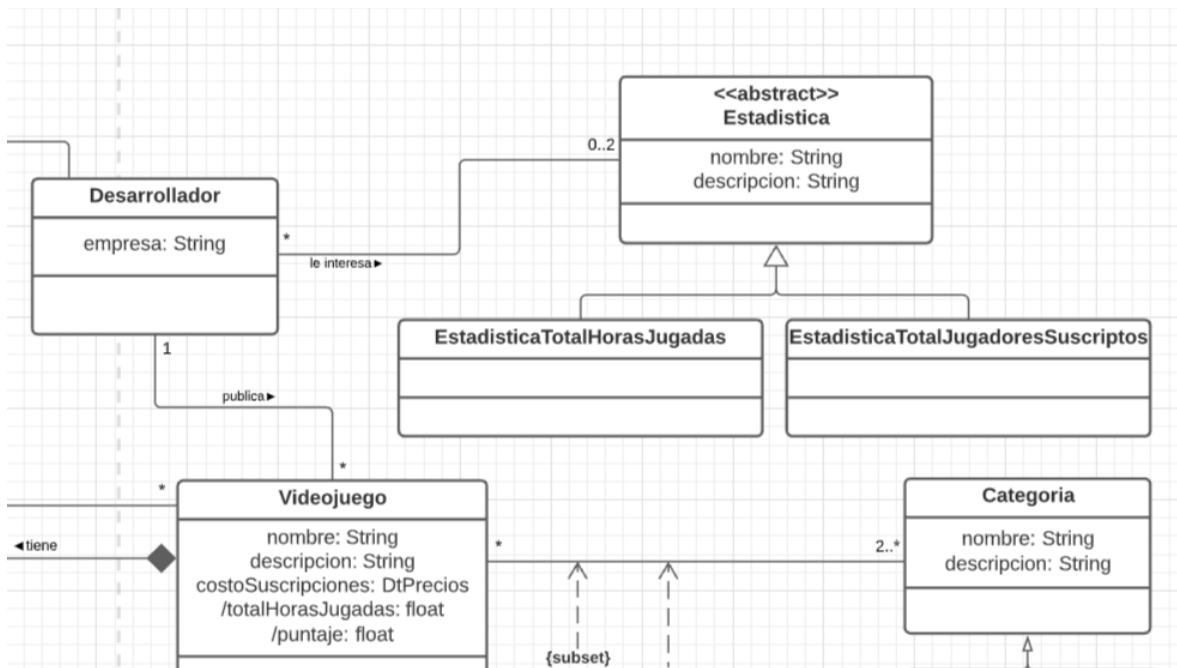 <<abstract>>
Estadistica
nombre: String
descripcion: String
0..2
Desarrollador
empresa: String
*
le interesa►
EstadisticaTotalHorasJugadas
EstadisticaTotalJugadoresSuscriptos
1
publica►
*
*
Videojuego
nombre: String
descripcion: String
costoSuscripciones: DtPrecios
/totalHorasJugadas: float
/puntaje: float
◄tiene
*
2..*
Categoria
nombre: String
descripcion: String
{subset}